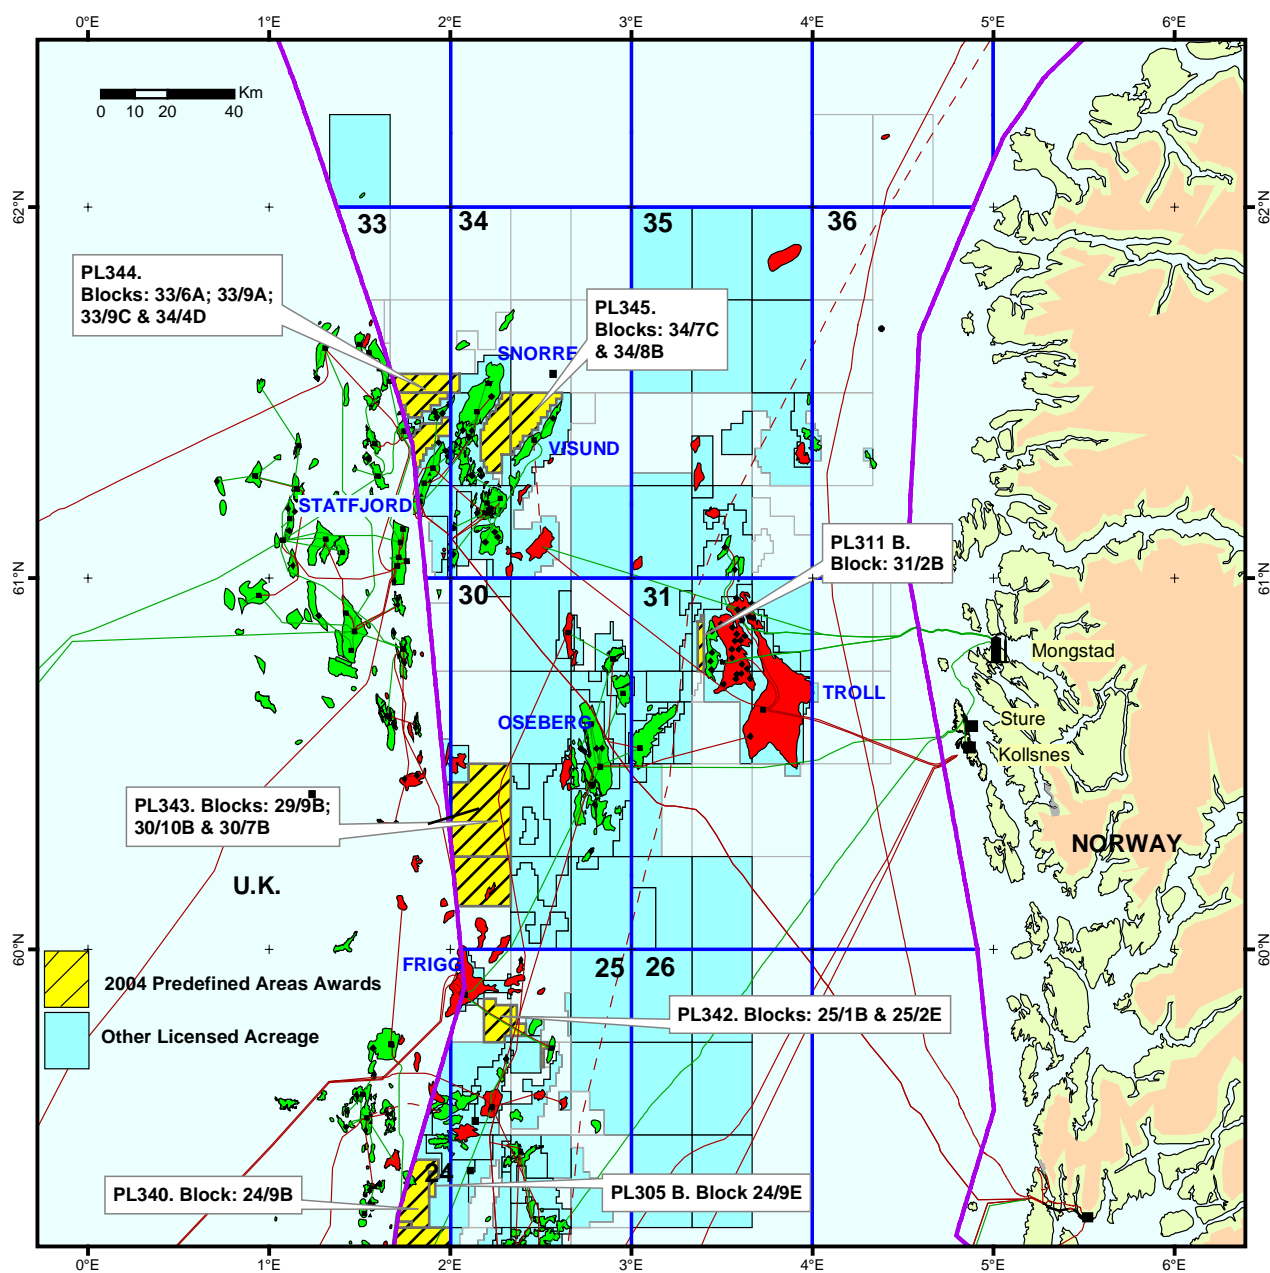 0°E
1°E
2°E
3°E
4°E
5°E
6°E
Km
0
10
20
40
62°N
62°N
33
34
35
36
PL344.
Blocks: 33/6A; 33/9A;
33/9C & 34/4D
PL345.
Blocks: 34/7C
& 34/8B
SNORRE
VISUND
STATFJORD
PL311 B.
Block: 31/2B
61°N
61°N
30
31
Mongstad
TROLL
Sture
OSEBERG
Kollsnes
PL343. Blocks: 29/9B;
30/10B & 30/7B
NORWAY
U.K.
60°N
60°N
FRIGG
25
26
2004 Predefined Areas Awards
PL342. Blocks: 25/1B & 25/2E
Other Licensed Acreage
24
PL340. Block: 24/9B
PL305 B. Block 24/9E
0°E
1°E
2°E
3°E
4°E
5°E
6°E